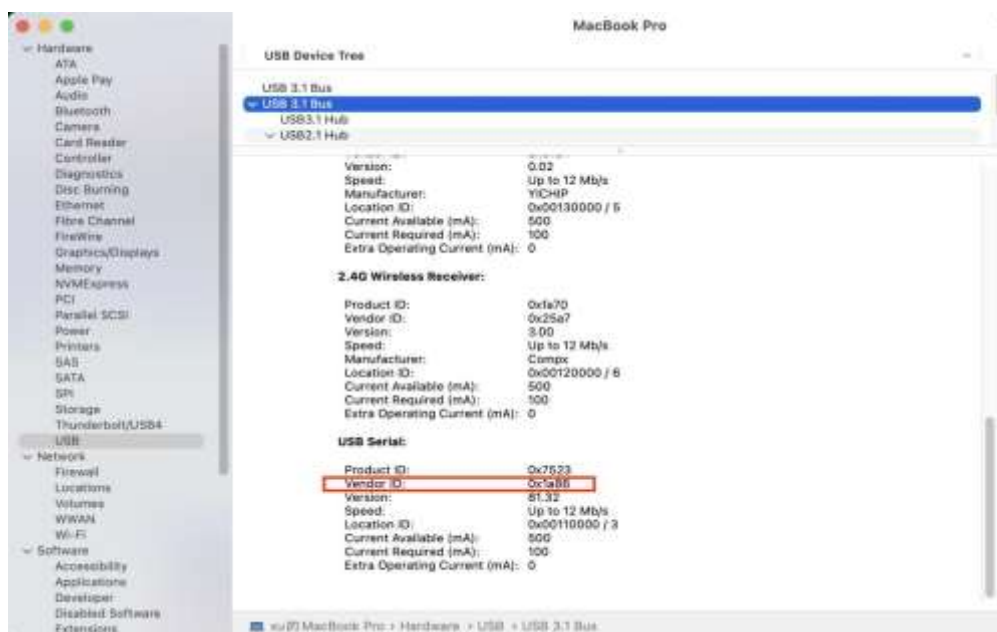 MacBook Pro
Hardware
ATA
Apple Pay
Audio
Bluetooth
Camera
Card Reader
Controller
Diagnostics
Disc Burning
Ethernet
Fibre Channel
FireWire
Graphics/Displays
Memory
NVMExpress
PCI
Parallel SCSI
Power
Printers
SAS
SATA
SPI
Storage
Thunderbolt/USB4
USB
Network
Firewall
Locations
Volumes
WWAN
Wi-Fi
Software
Accessibility
Applications
Developer
Disabled Software
Extensions
USB Device Tree
USB 3.1 Bus
USB 3.1 Bus
USB3.1 Hub
USB2.1 Hub
Version: 0.02
Speed: Up to 12 Mb/s
Manufacturer: YICHIP
Location ID: 0x00130000 / 5
Current Available (mA): 500
Current Required (mA): 100
Extra Operating Current (mA): 0
2.4G Wireless Receiver:
Product ID: 0xfa70
Vendor ID: 0x25a7
Version: 3.00
Speed: Up to 12 Mb/s
Manufacturer: Compx
Location ID: 0x00120000 / 6
Current Available (mA): 500
Current Required (mA): 100
Extra Operating Current (mA): 0
USB Serial:
Product ID: 0x7523
Vendor ID: 0x1a86
Version: 81.32
Speed: Up to 12 Mb/s
Location ID: 0x00110000 / 3
Current Available (mA): 500
Current Required (mA): 100
Extra Operating Current (mA): 0
MacBook Pro › Hardware › USB › USB 3.1 Bus